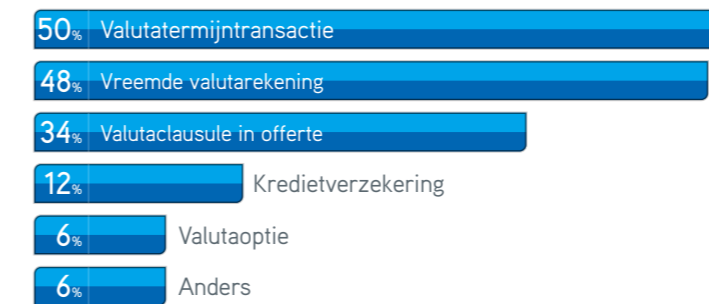 50% Valutatermijntransactie
48% Vreemde valutarekening
34% Valutaclausule in offerte
12% Kredietverzekering
6% Valutaoptie
6% Anders